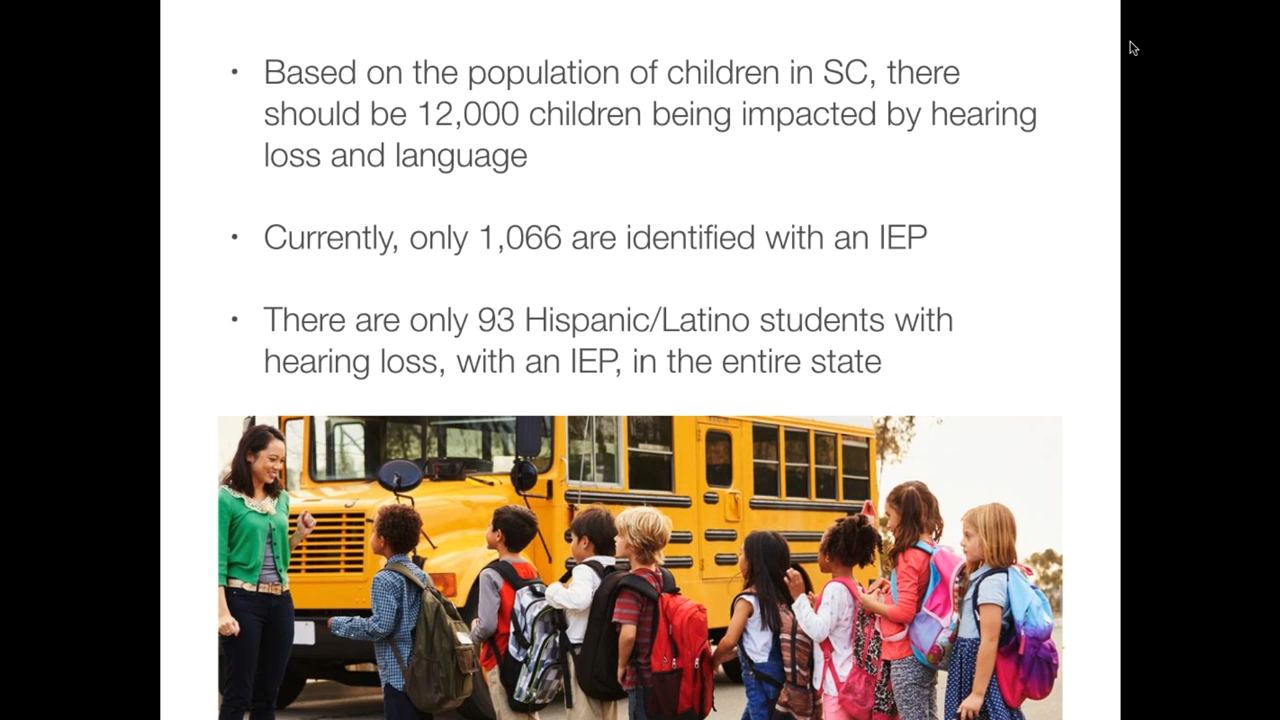 • Based on the population of children in SC, there
should be 12,000 children being impacted by hearing
loss and language
• Currently, only 1,066 are identified with an IEP
• There are only 93 Hispanic/Latino students with
hearing loss, with an IEP, in the entire state